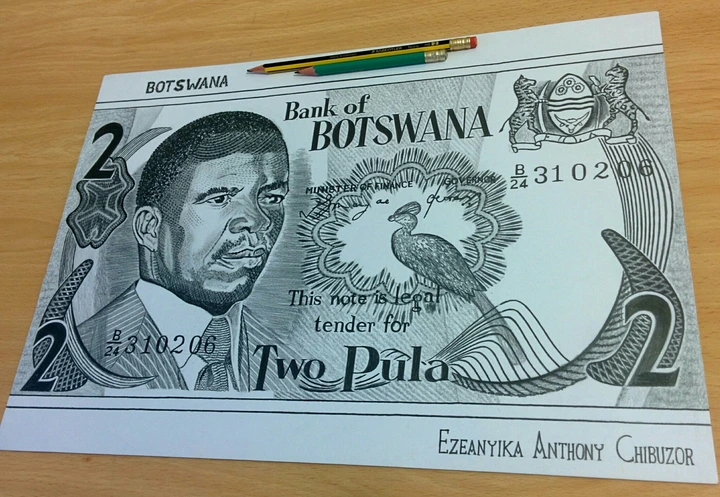 BOTSWANA
2
Bank of
BOTSWANA
B/24 310206
MINISTER OF FINANCE GOVERNOR
This note is legal
tender for
B/24 310206
2
Two Pula
2
EZEANYIKA ANTHONY CHIBUZOR